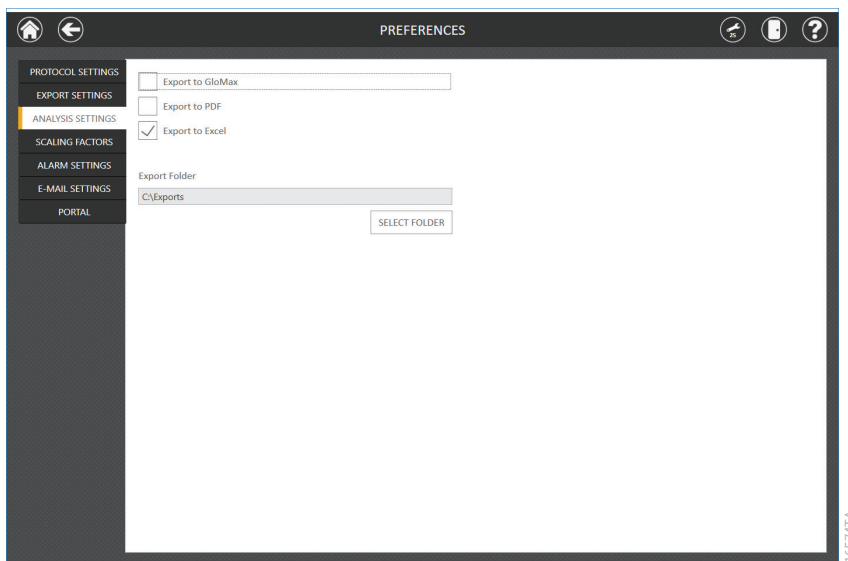 PREFERENCES
25
PROTOCOL SETTINGS
EXPORT SETTINGS
ANALYSIS SETTINGS
SCALING FACTORS
ALARM SETTINGS
E-MAIL SETTINGS
PORTAL
Export to GloMax
Export to PDF
Export to Excel
Export Folder
C:\Exports
SELECT FOLDER